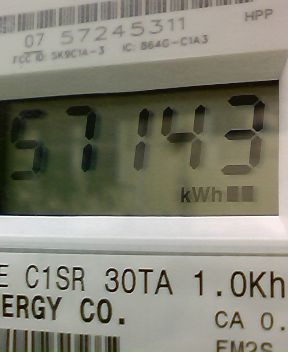 HPP
07 57245311
FCC ID: SK9C1A-3 IC: 864G-C1A3
57143
kWh
E C1SR 30TA 1.0Kh
ERGY CO.
CA 0.
EM2S